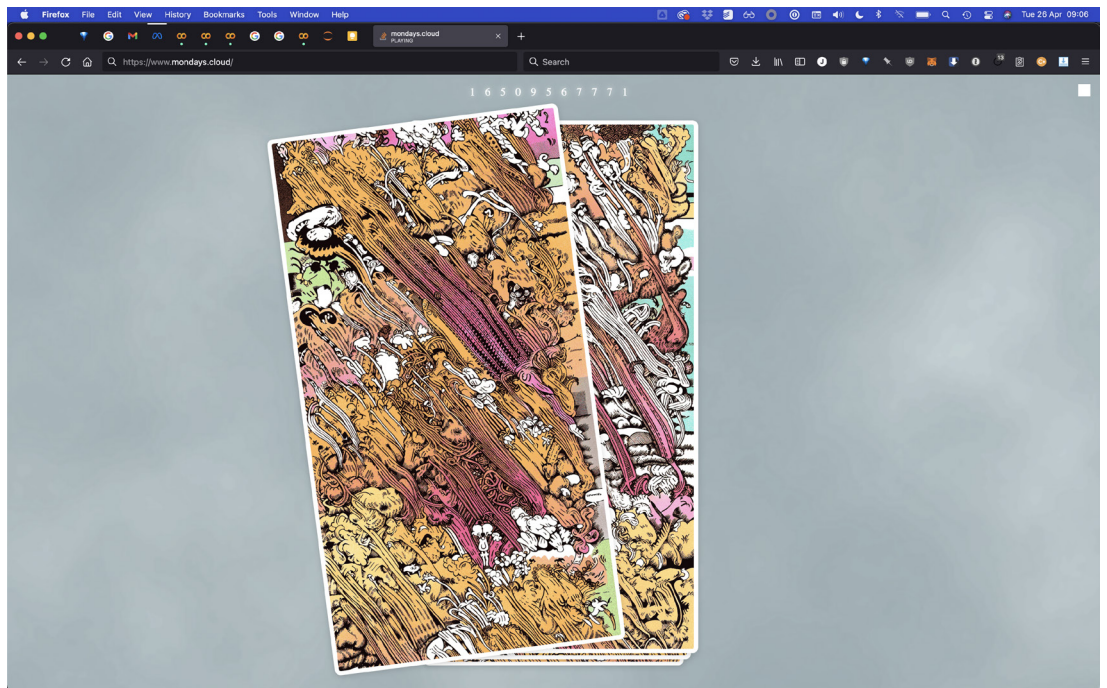 Firefox File Edit View History Bookmarks Tools Window Help Tue 26 Apr 09:06
mondays.cloud
PLAYING
https://www.mondays.cloud/ Search 13
1 6 5 0 9 5 6 7 7 7 1